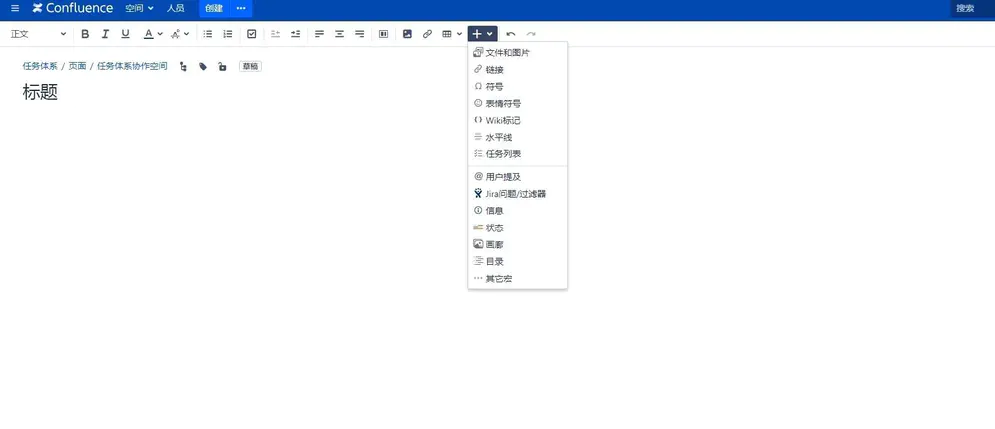 Confluence 空间 人员 创建 ··· 搜索
正文 B I U A
任务体系 / 页面 / 任务体系协作空间 草稿
标题
文件和图片
链接
符号
表情符号
Wiki标记
水平线
任务列表
用户提及
Jira问题/过滤器
信息
状态
画廊
目录
其它宏